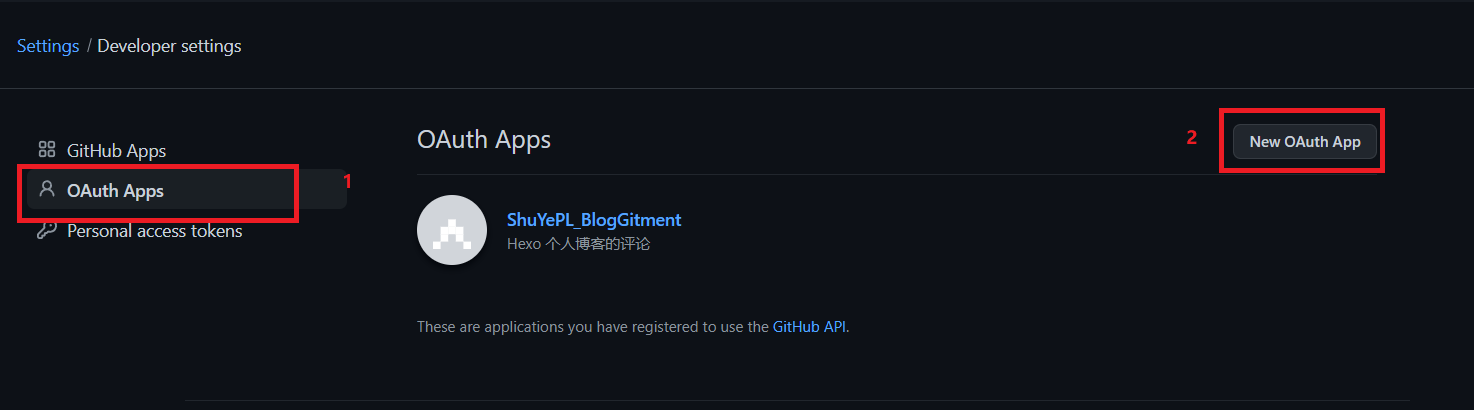 Settings / Developer settings
GitHub Apps
OAuth Apps
1
Personal access tokens
OAuth Apps
2
New OAuth App
ShuYePL_BlogGitment
Hexo 个人博客的评论
These are applications you have registered to use the GitHub API.